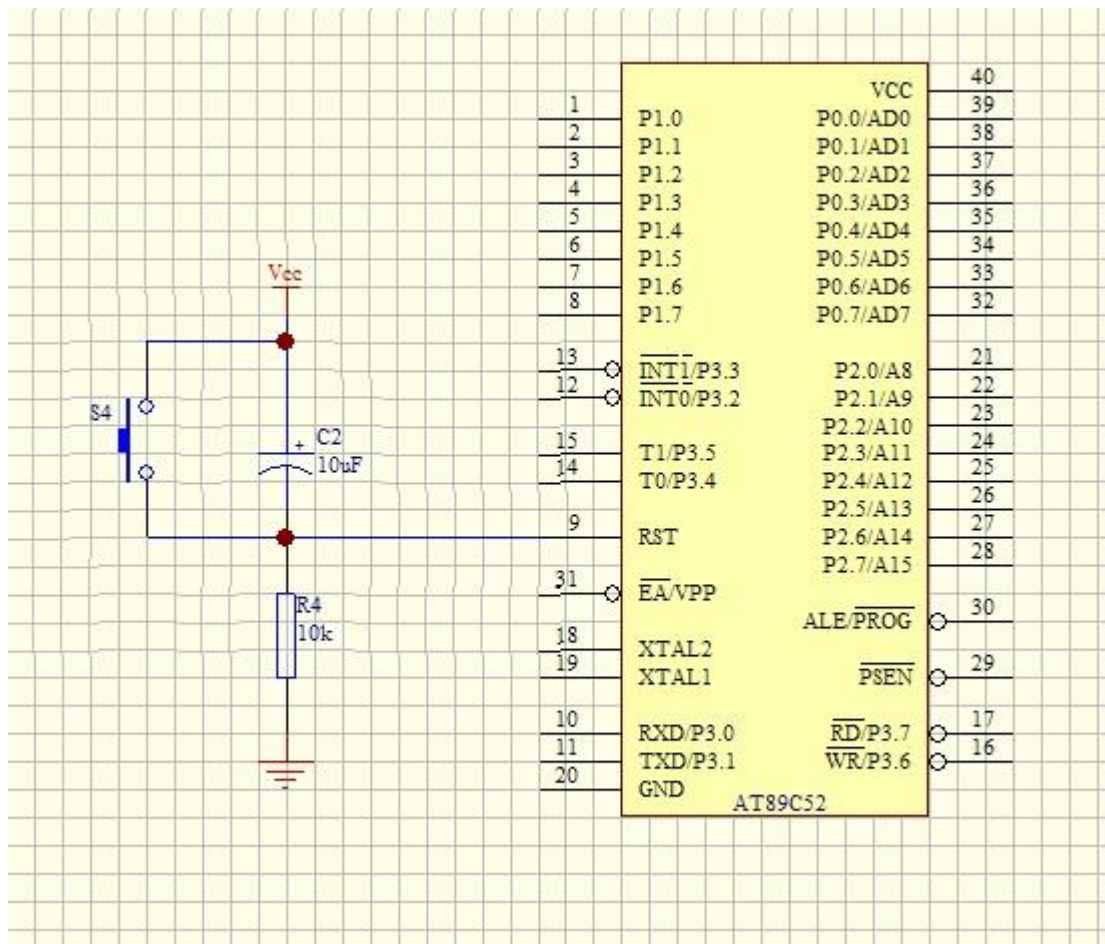 Vcc
S4
C2
+
10uF
R4
10k
1 P1.0
2 P1.1
3 P1.2
4 P1.3
5 P1.4
6 P1.5
7 P1.6
8 P1.7
13 INT1/P3.3
12 INT0/P3.2
15 T1/P3.5
14 T0/P3.4
9 RST
31 EA/VPP
18 XTAL2
19 XTAL1
10 RXD/P3.0
11 TXD/P3.1
20 GND
VCC 40
P0.0/AD0 39
P0.1/AD1 38
P0.2/AD2 37
P0.3/AD3 36
P0.4/AD4 35
P0.5/AD5 34
P0.6/AD6 33
P0.7/AD7 32
P2.0/A8 21
P2.1/A9 22
P2.2/A10 23
P2.3/A11 24
P2.4/A12 25
P2.5/A13 26
P2.6/A14 27
P2.7/A15 28
ALE/PROG 30
PSEN 29
RD/P3.7 17
WR/P3.6 16
AT89C52